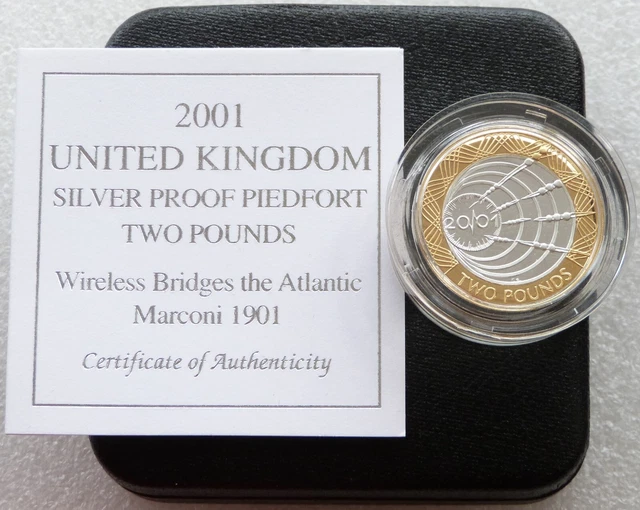 2001
UNITED KINGDOM
SILVER PROOF PIEDFORT
TWO POUNDS
Wireless Bridges the Atlantic
Marconi 1901
Certificate of Authenticity
2001
TWO POUNDS